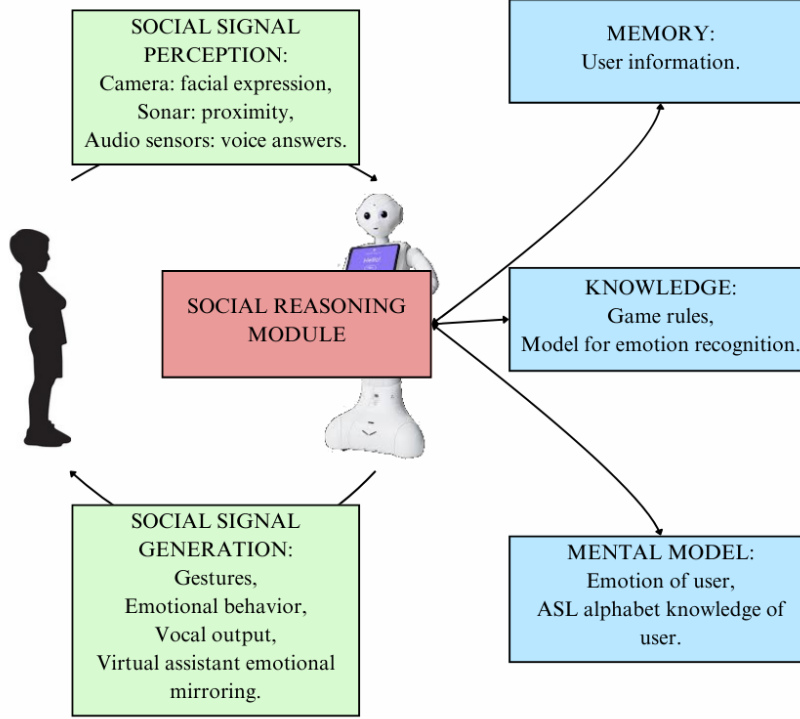 SOCIAL SIGNAL
PERCEPTION:
Camera: facial expression,
Sonar: proximity,
Audio sensors: voice answers.
MEMORY:
User information.
SOCIAL REASONING
MODULE
KNOWLEDGE:
Game rules,
Model for emotion recognition.
SOCIAL SIGNAL
GENERATION:
Gestures,
Emotional behavior,
Vocal output,
Virtual assistant emotional
mirroring.
MENTAL MODEL:
Emotion of user,
ASL alphabet knowledge of
user.